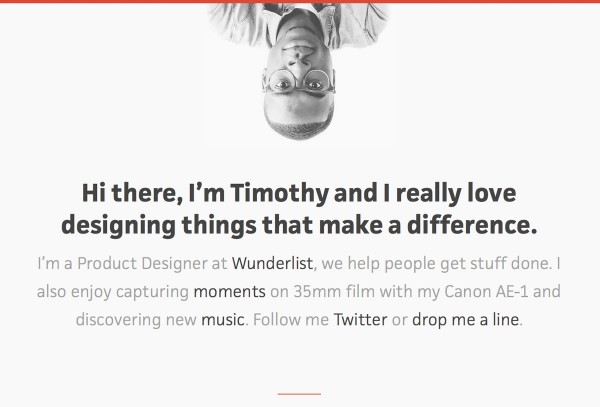 Hi there, I’m Timothy and I really love
designing things that make a difference.
I’m a Product Designer at Wunderlist, we help people get stuff done. I
also enjoy capturing moments on 35mm film with my Canon AE-1 and
discovering new music. Follow me Twitter or drop me a line.